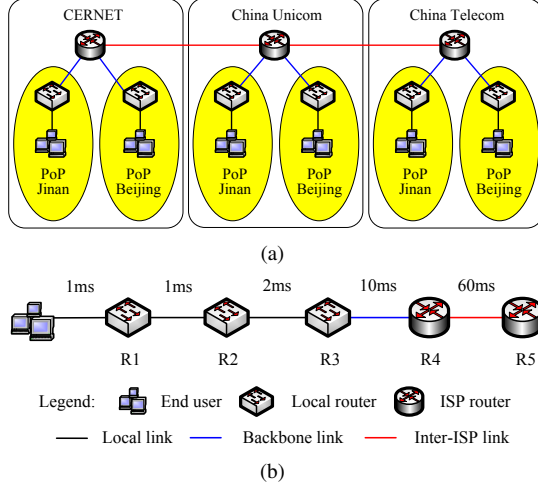 CERNET China Unicom China Telecom
PoP PoP PoP PoP PoP PoP
Jinan Beijing Jinan Beijing Jinan Beijing
(a)
1ms 1ms 2ms 10ms 60ms
R1 R2 R3 R4 R5
Legend: End user Local router ISP router
Local link Backbone link Inter-ISP link
(b)